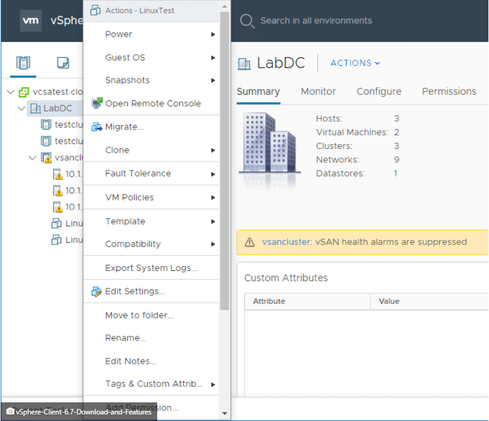 vm vSphe
Search in all environments
Actions - LinuxTest
Power
Guest OS
Snapshots
Open Remote Console
Migrate...
Clone
Fault Tolerance
VM Policies
Template
Compatibility
Export System Logs...
Edit Settings...
Move to folder...
Rename...
Edit Notes...
Tags & Custom Attrib...
Add Permission...
vcsatest.clo
LabDC
testclu
testclu
vsanclu
10.1.
10.1.
10.1.
Linu
Linu
LabDC
ACTIONS
Summary Monitor Configure Permissions
Hosts: 3
Virtual Machines: 2
Clusters: 3
Networks: 9
Datastores: 1
vsancluster: vSAN health alarms are suppressed
Custom Attributes
Attribute Value
vSphere-Client-6.7-Download-and-Features